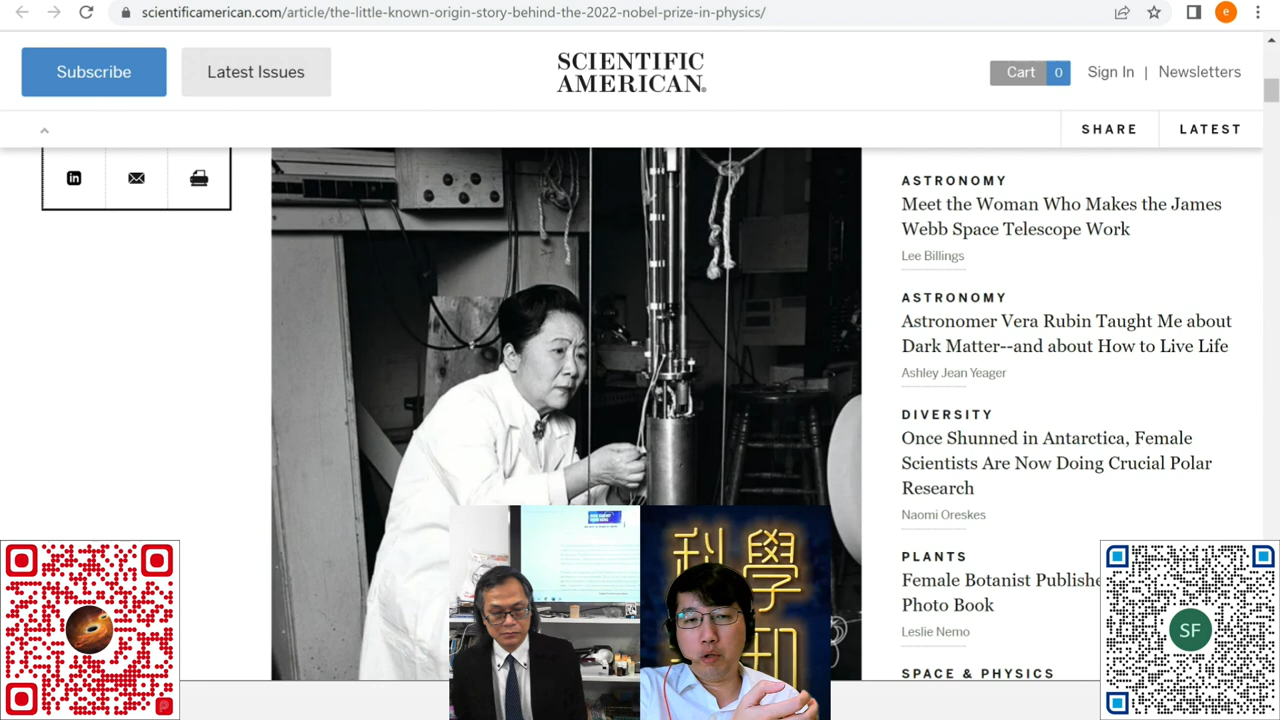 scientificamerican.com/article/the-little-known-origin-story-behind-the-2022-nobel-prize-in-physics/
e
Subscribe
Latest Issues
SCIENTIFIC
AMERICAN®
Cart 0
Sign In | Newsletters
SHARE
LATEST
in
ASTRONOMY
Meet the Woman Who Makes the James
Webb Space Telescope Work
Lee Billings
ASTRONOMY
Astronomer Vera Rubin Taught Me about
Dark Matter--and about How to Live Life
Ashley Jean Yeager
DIVERSITY
Once Shunned in Antarctica, Female
Scientists Are Now Doing Crucial Polar
Research
Naomi Oreskes
PLANTS
Female Botanist Publishe
Photo Book
Leslie Nemo
SPACE & PHYSICS
科學
刊
SF